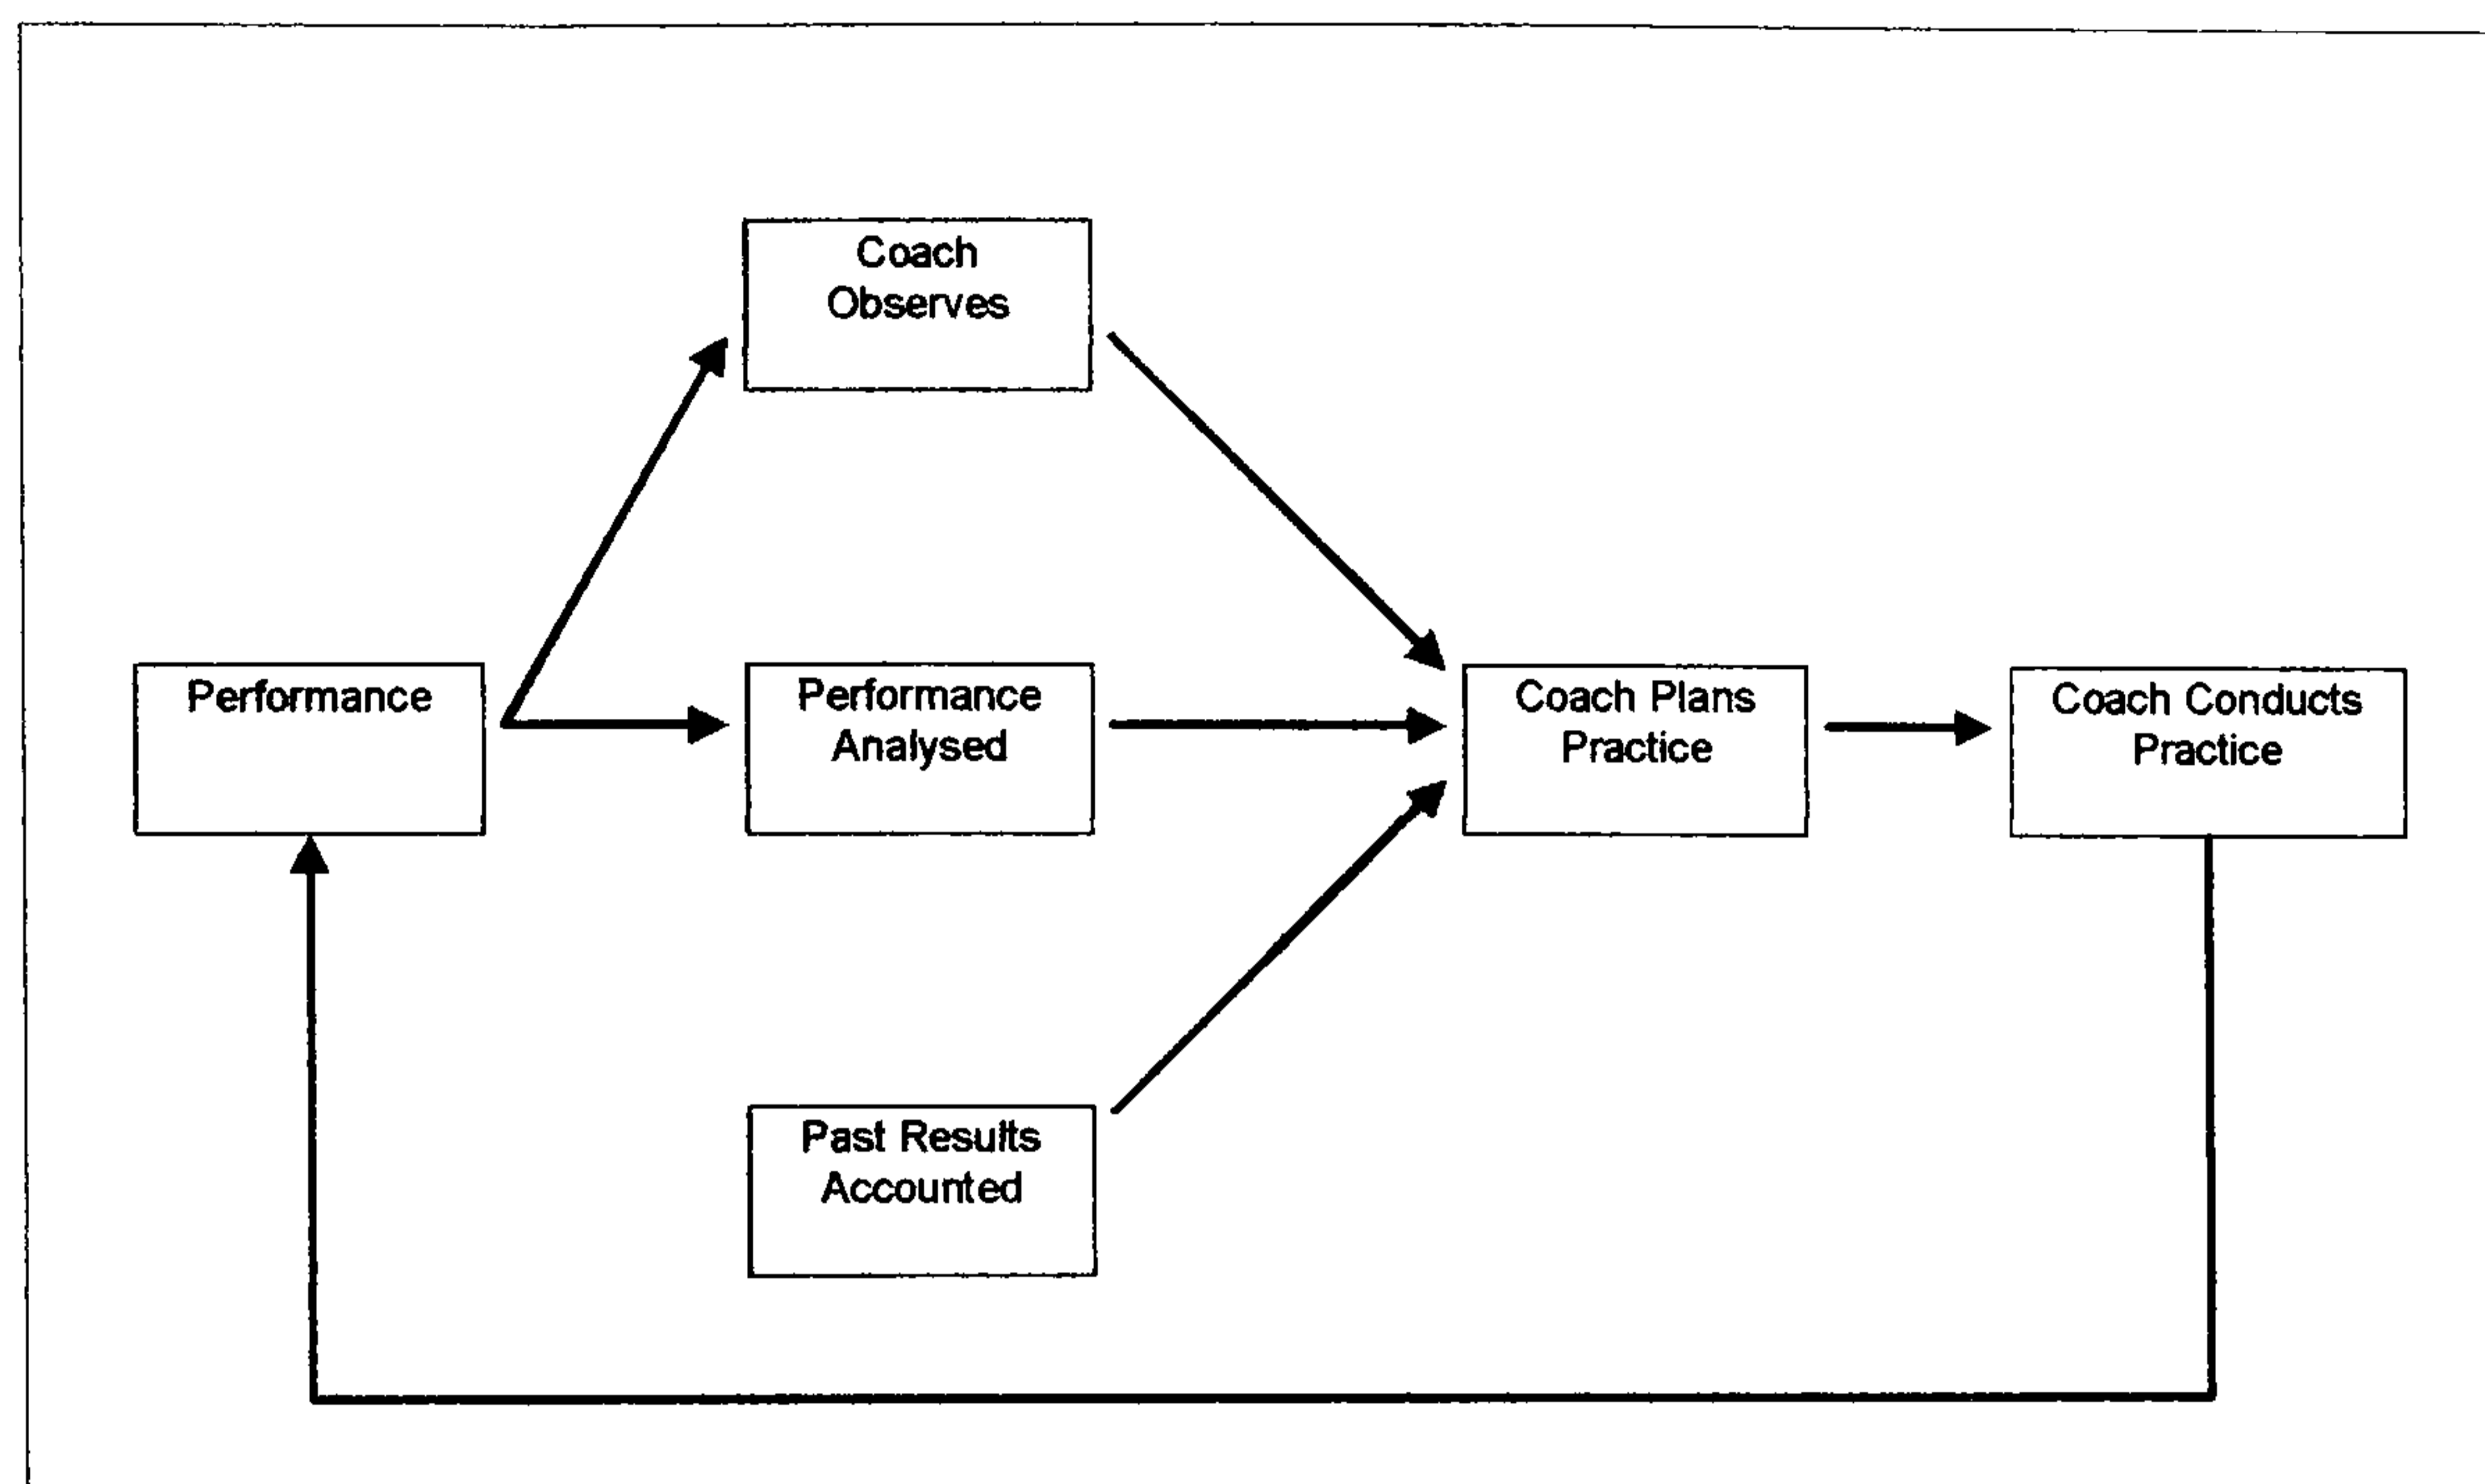 Coach
Observes
Performance
Performance
Analysed
Coach Plans
Practice
Coach Conducts
Practice
Past Results
Accounted